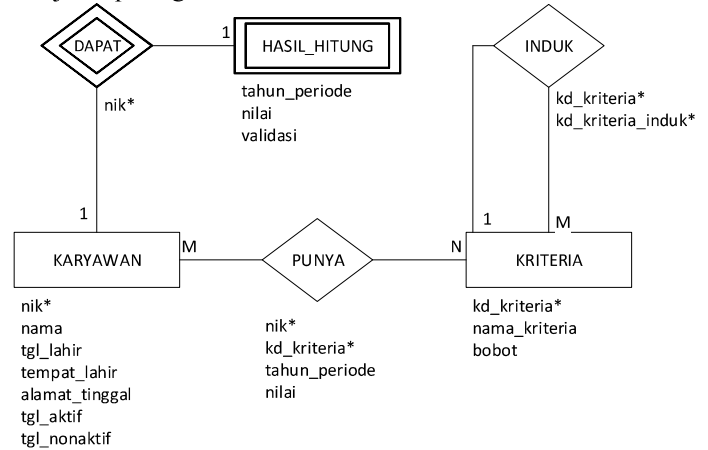 DAPAT
1
HASIL_HITUNG
tahun_periode
nilai
validasi
nik*
1
INDUK
kd_kriteria*
kd_kriteria_induk*
1
M
KARYAWAN
M
PUNYA
N
KRITERIA
nik*
nama
tgl_lahir
tempat_lahir
alamat_tinggal
tgl_aktif
tgl_nonaktif
nik*
kd_kriteria*
tahun_periode
nilai
kd_kriteria*
nama_kriteria
bobot